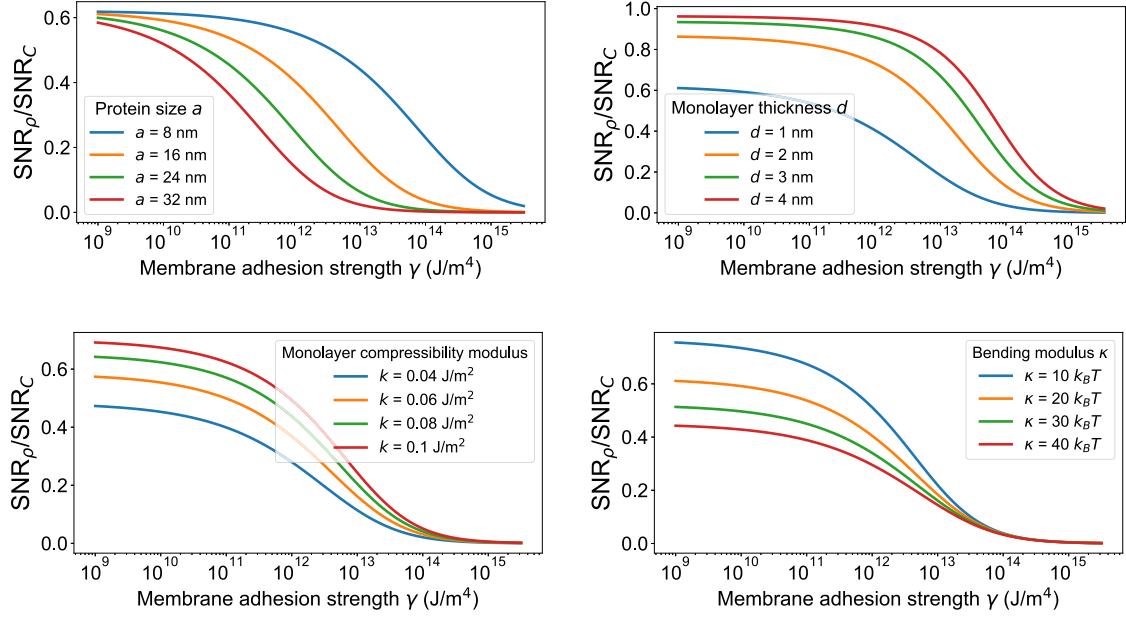 SNRρ/SNRC
0.6
0.4
0.2
0.0
Protein size a
a = 8 nm
a = 16 nm
a = 24 nm
a = 32 nm
10⁹ 10¹⁰ 10¹¹ 10¹² 10¹³ 10¹⁴ 10¹⁵
Membrane adhesion strength γ (J/m⁴)
SNRρ/SNRC
1.0
0.8
0.6
0.4
0.2
0.0
Monolayer thickness d
d = 1 nm
d = 2 nm
d = 3 nm
d = 4 nm
10⁹ 10¹⁰ 10¹¹ 10¹² 10¹³ 10¹⁴ 10¹⁵
Membrane adhesion strength γ (J/m⁴)
SNRρ/SNRC
0.6
0.4
0.2
0.0
Monolayer compressibility modulus
k = 0.04 J/m²
k = 0.06 J/m²
k = 0.08 J/m²
k = 0.1 J/m²
10⁹ 10¹⁰ 10¹¹ 10¹² 10¹³ 10¹⁴ 10¹⁵
Membrane adhesion strength γ (J/m⁴)
SNRρ/SNRC
0.6
0.4
0.2
0.0
Bending modulus κ
κ = 10 kBT
κ = 20 kBT
κ = 30 kBT
κ = 40 kBT
10⁹ 10¹⁰ 10¹¹ 10¹² 10¹³ 10¹⁴ 10¹⁵
Membrane adhesion strength γ (J/m⁴)